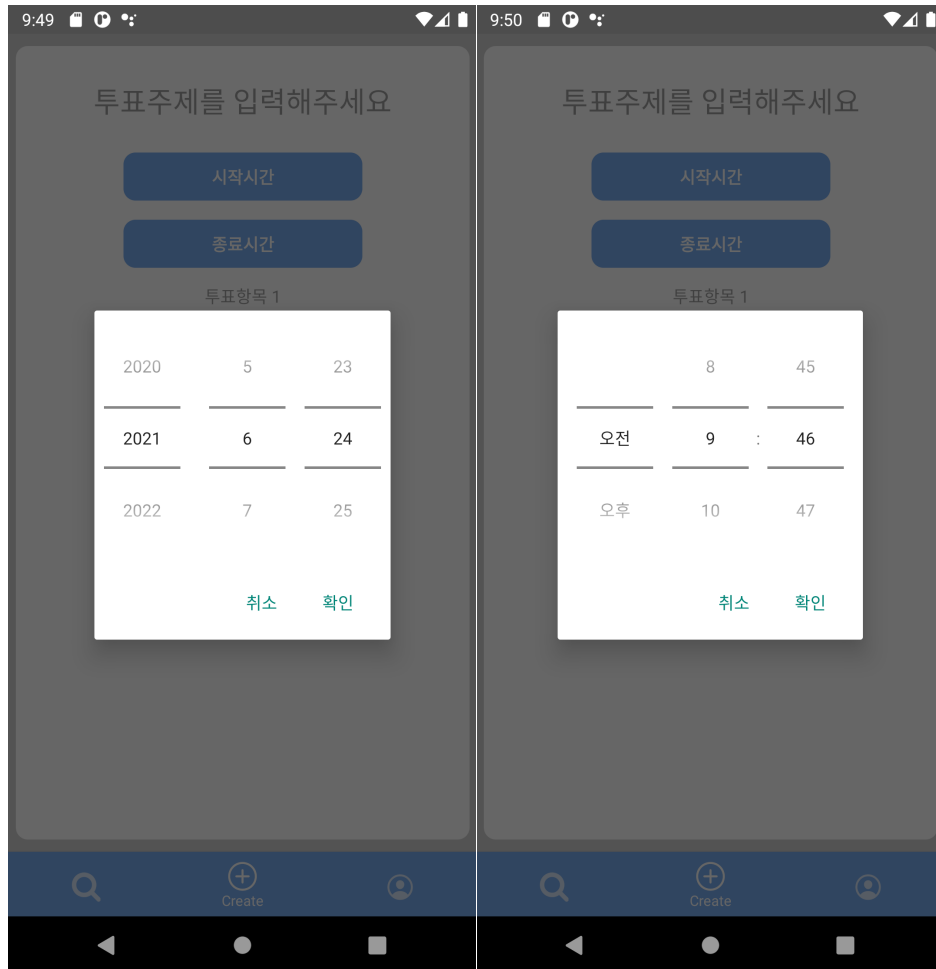 9:49
투표주제를 입력해주세요
시작시간
종료시간
투표항목 1
2020 5 23
2021 6 24
2022 7 25
취소 확인
Create
9:50
투표주제를 입력해주세요
시작시간
종료시간
투표항목 1
8 45
오전 9 : 46
오후 10 47
취소 확인
Create